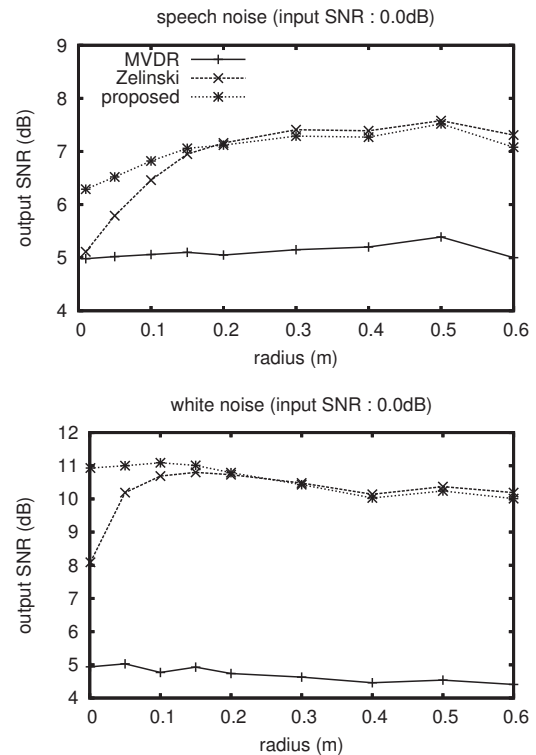 speech noise (input SNR : 0.0dB)
9
8
7
6
5
4
output SNR (dB)
MVDR
Zelinski
proposed
0 0.1 0.2 0.3 0.4 0.5 0.6
radius (m)
white noise (input SNR : 0.0dB)
12
11
10
9
8
7
6
5
4
output SNR (dB)
0 0.1 0.2 0.3 0.4 0.5 0.6
radius (m)